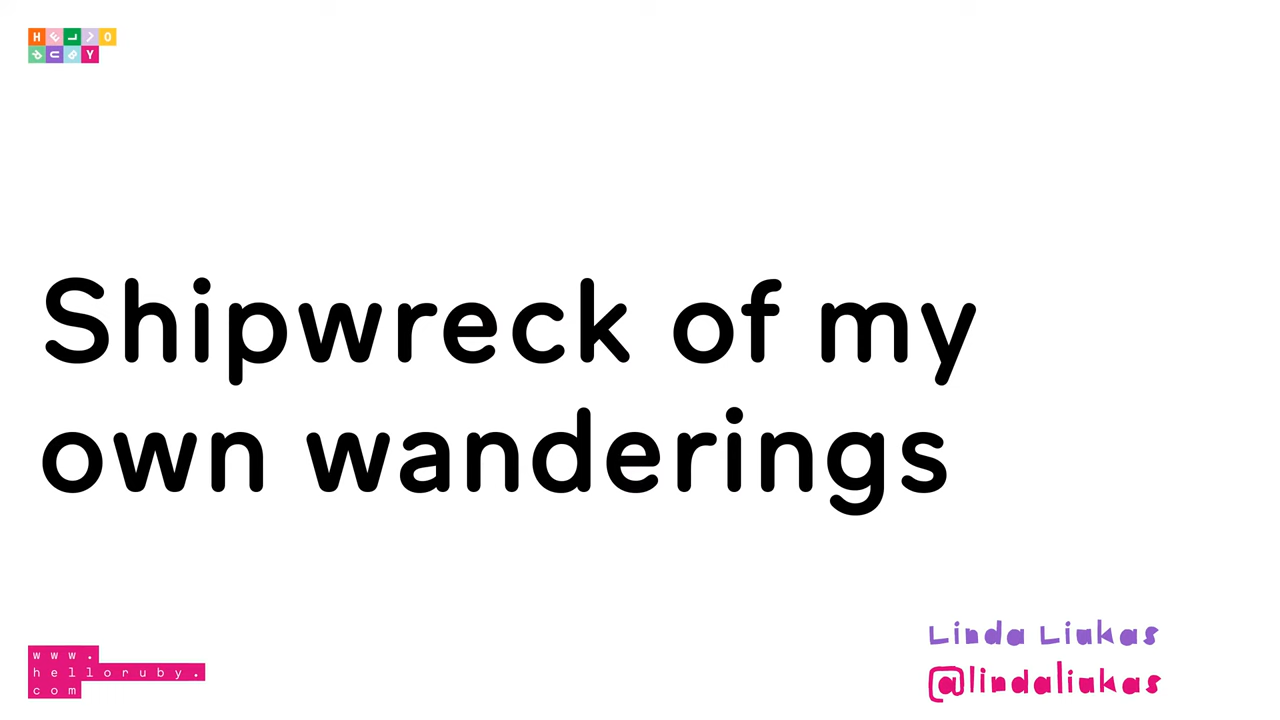 HELLO
RUBY
Shipwreck of my
own wanderings
www.
helloruby.
com
Linda Liukas
@lindaliukas